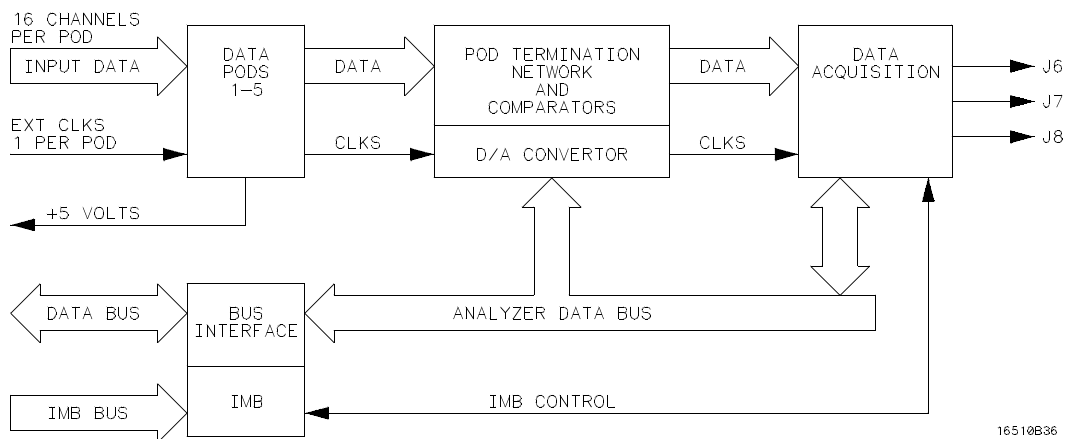 16 CHANNELS
PER POD
INPUT DATA
EXT CLKS
1 PER POD
DATA
PODS
1-5
DATA
CLKS
POD TERMINATION
NETWORK
AND
COMPARATORS
D/A CONVERTOR
DATA
CLKS
DATA
ACQUISITION
J6
J7
J8
+5 VOLTS
DATA BUS
BUS
INTERFACE
ANALYZER DATA BUS
IMB BUS
IMB
IMB CONTROL
16510B36